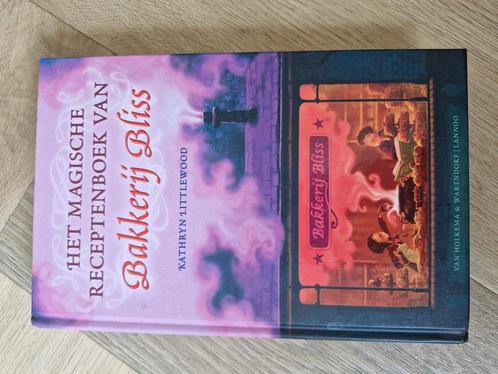 HET MAGISCHE
RECEPTENBOEK VAN
Bakkerij Bliss
KATHRYN LITTLEWOOD
Bakkerij Bliss
VAN HOLKEMA & WARENDORF | LANNOO